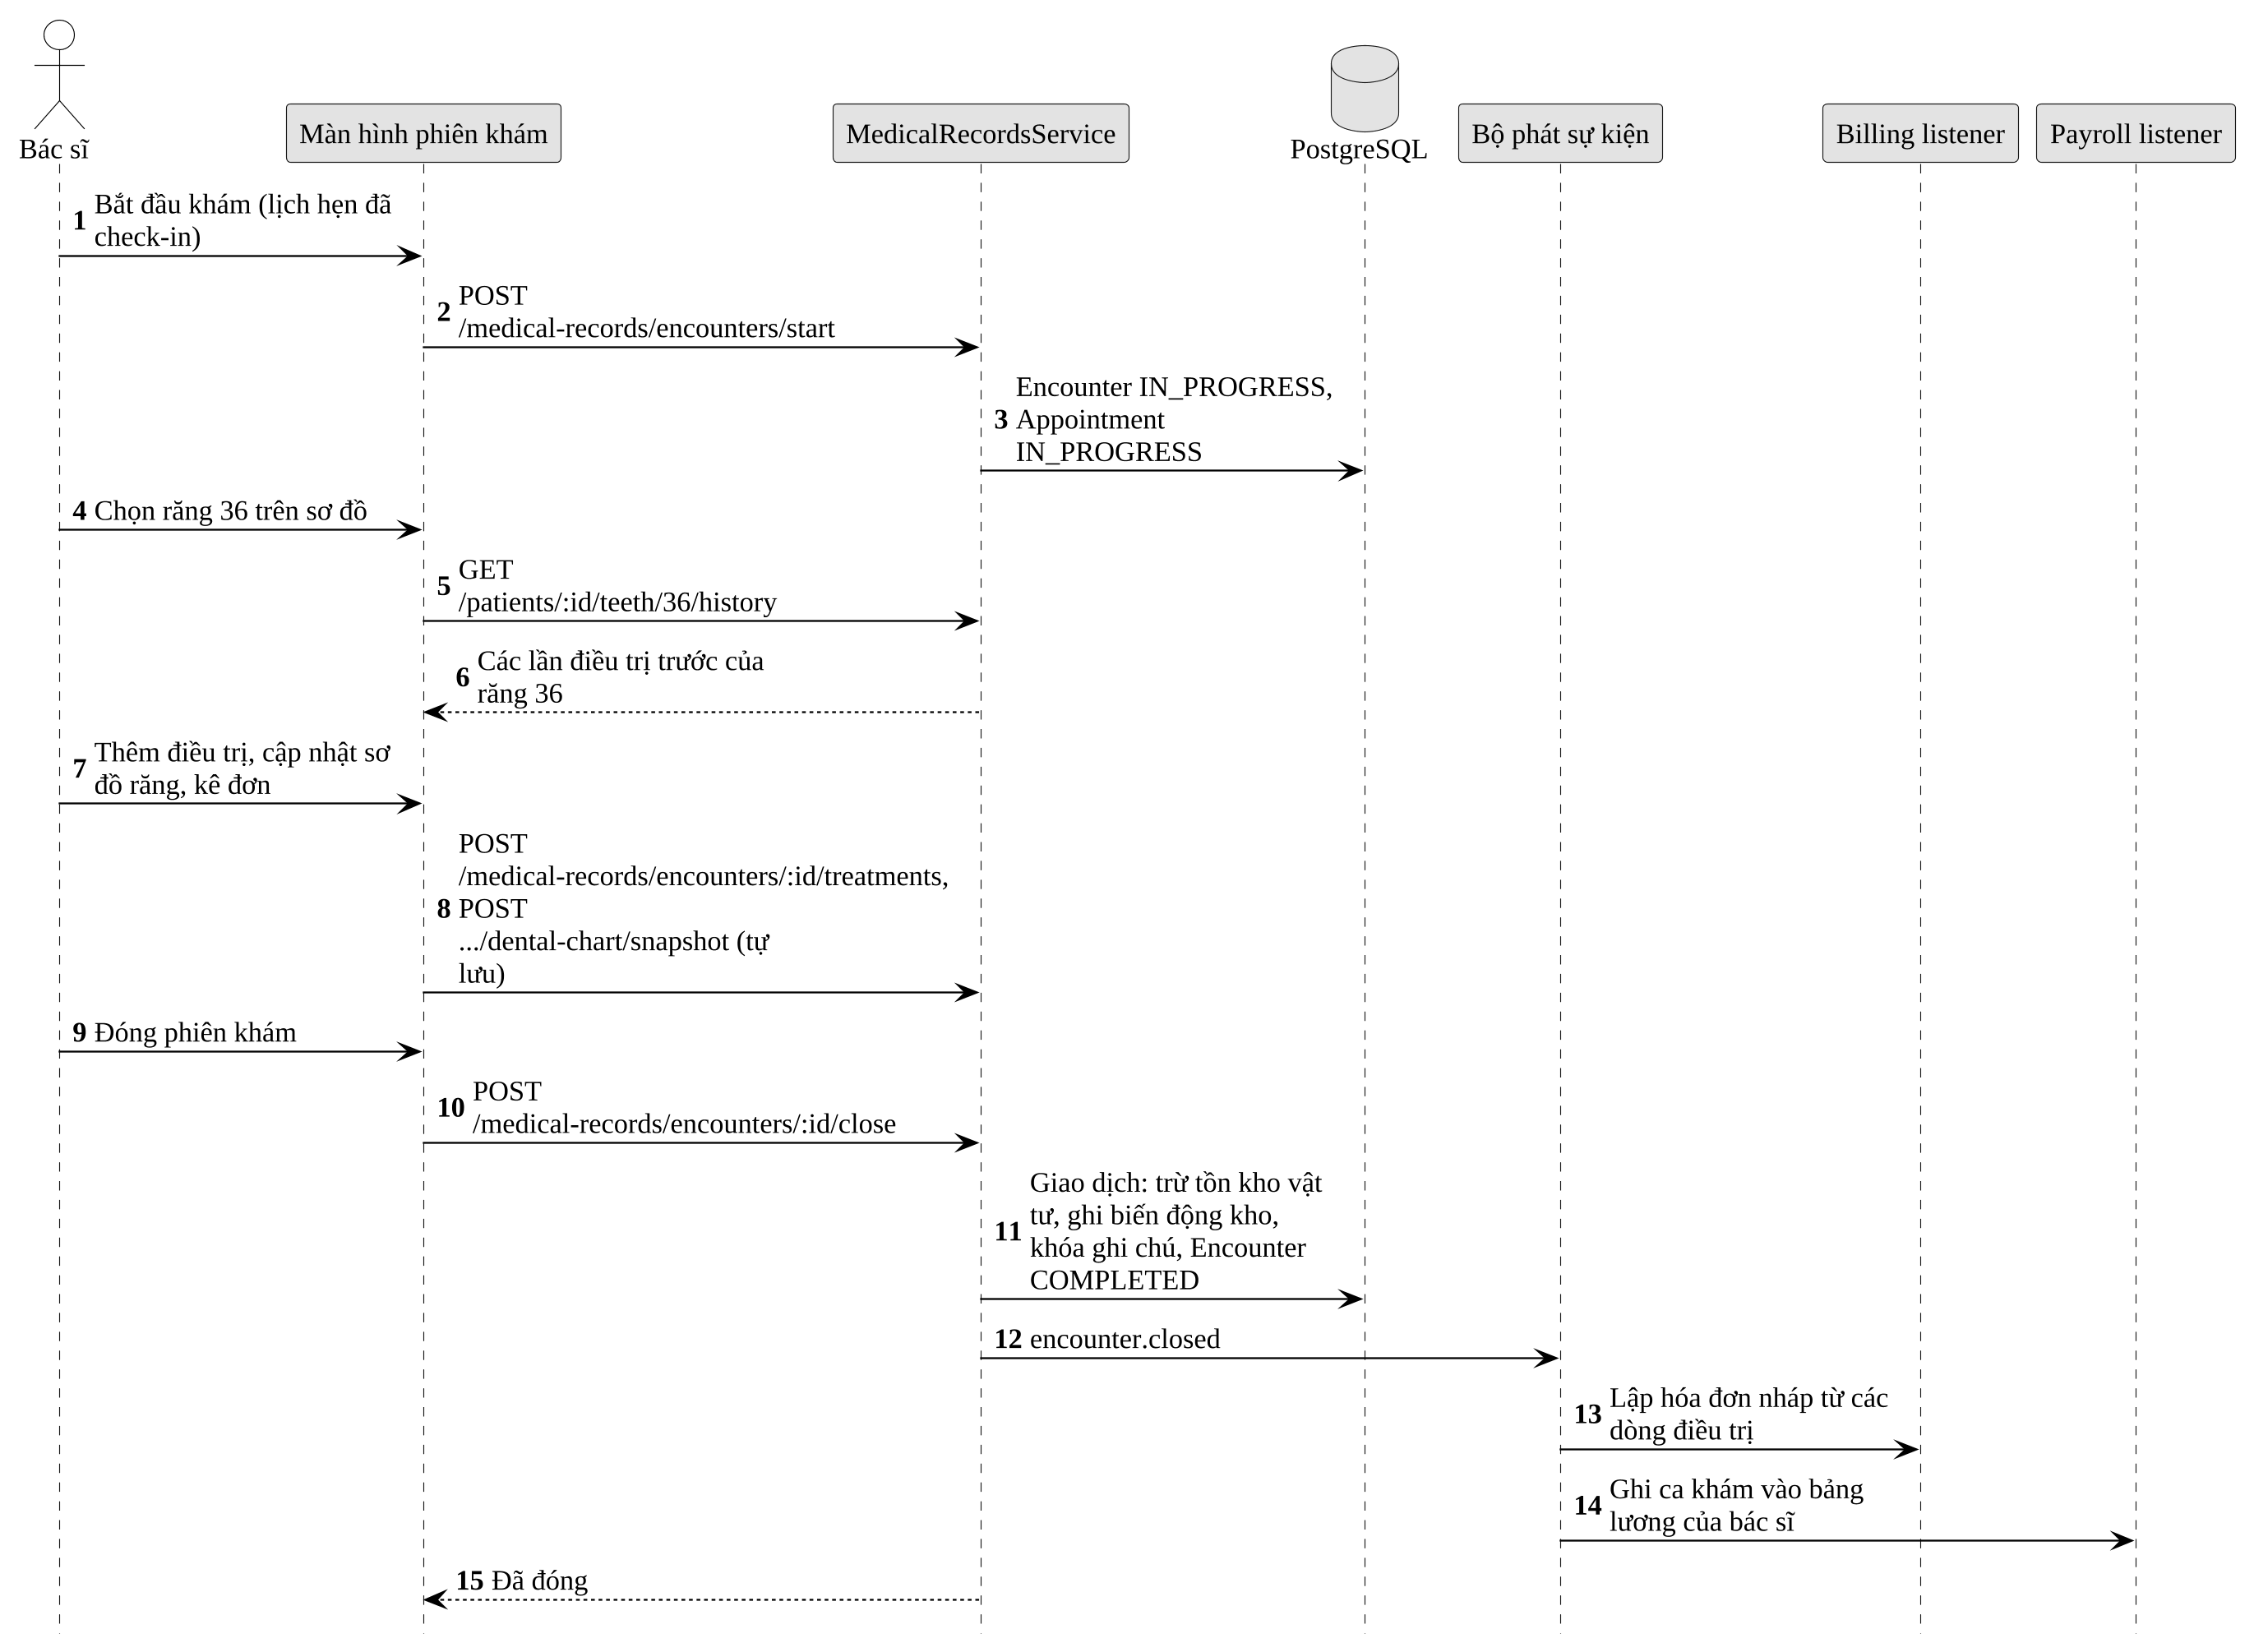 Bác sĩ
Màn hình phiên khám
MedicalRecordsService
PostgreSQL
Bộ phát sự kiện
Billing listener
Payroll listener
1 Bắt đầu khám (lịch hẹn đã
check-in)
2 POST
/medical-records/encounters/start
3 Encounter IN_PROGRESS,
Appointment
IN_PROGRESS
4 Chọn răng 36 trên sơ đồ
5 GET
/patients/:id/teeth/36/history
6 Các lần điều trị trước của
răng 36
7 Thêm điều trị, cập nhật sơ
đồ răng, kê đơn
8 POST
/medical-records/encounters/:id/treatments,
POST
.../dental-chart/snapshot (tự
lưu)
9 Đóng phiên khám
10 POST
/medical-records/encounters/:id/close
11 Giao dịch: trừ tồn kho vật
tư, ghi biến động kho,
khóa ghi chú, Encounter
COMPLETED
12 encounter.closed
13 Lập hóa đơn nháp từ các
dòng điều trị
14 Ghi ca khám vào bảng
lương của bác sĩ
15 Đã đóng